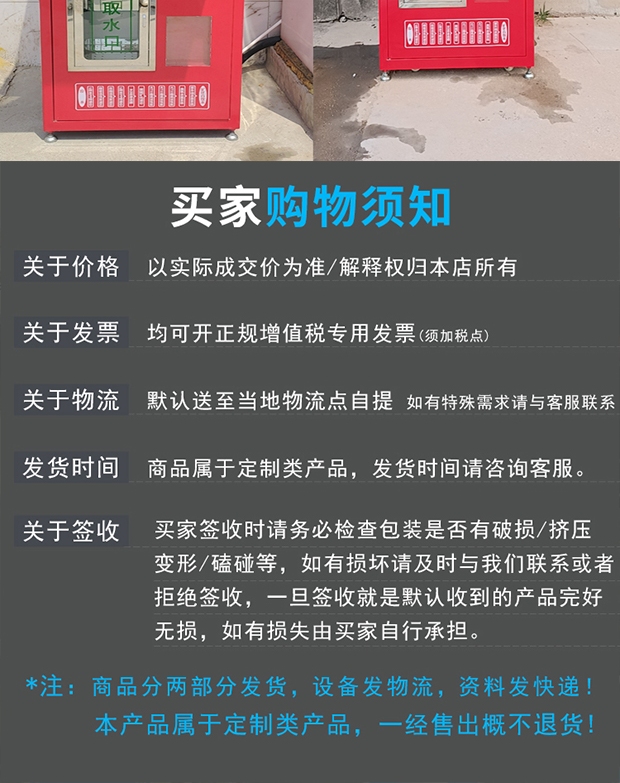 取
水
买家购物须知
关于价格 以实际成交价为准/解释权归本店所有
关于发票 均可开正规增值税专用发票(须加税点)
关于物流 默认送至当地物流点自提 如有特殊需求请与客服联系
发货时间 商品属于定制类产品，发货时间请咨询客服。
关于签收 买家签收时请务必检查包装是否有破损/挤压
变形/磕碰等，如有损坏请及时与我们联系或者
拒绝签收，一旦签收就是默认收到的产品完好
无损，如有损失由买家自行承担。
*注：商品分两部分发货，设备发物流，资料发快递！
本产品属于定制类产品，一经售出概不退货！